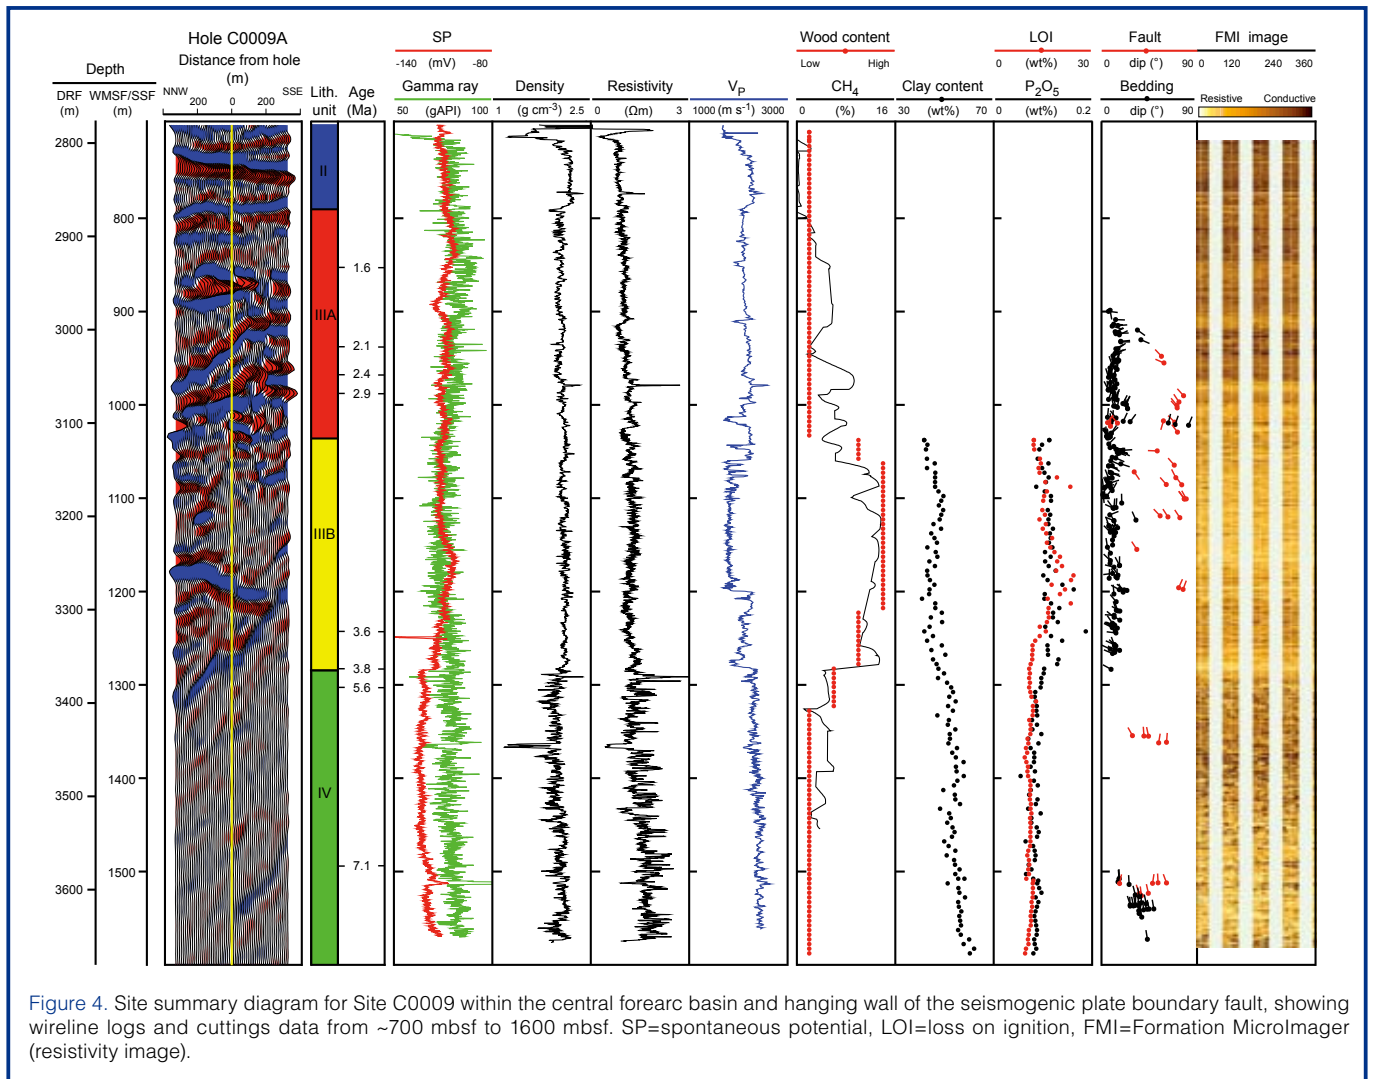 Hole C0009A
Distance from hole
(m)
NNW
SSE
200 0 200
Depth
DRF WMSF/SSF
(m) (m)
Lith. unit
Age (Ma)
SP
-140 (mV) -80
Gamma ray
50 (gAPI) 100
Density
1 (g cm-3) 2.5
Resistivity
0 (Ωm) 3
VP
1000 (m s-1) 3000
Wood content
Low High
CH4
0 (%) 16
Clay content
30 (wt%) 70
LOI
0 (wt%) 30
P2O5
0 (wt%) 0.2
Fault
0 dip (°) 90
Bedding
0 dip (°) 90
FMI image
0 120 240 360
Resistive Conductive
2800
2900
3000
3100
3200
3300
3400
3500
3600
800
900
1000
1100
1200
1300
1400
1500
II
IIIA
IIIB
IV
1.6
2.1
2.4
2.9
3.6
3.8
5.6
7.1
Figure 4. Site summary diagram for Site C0009 within the central forearc basin and hanging wall of the seismogenic plate boundary fault, showing
wireline logs and cuttings data from ~700 mbsf to 1600 mbsf. SP=spontaneous potential, LOI=loss on ignition, FMI=Formation MicroImager
(resistivity image).